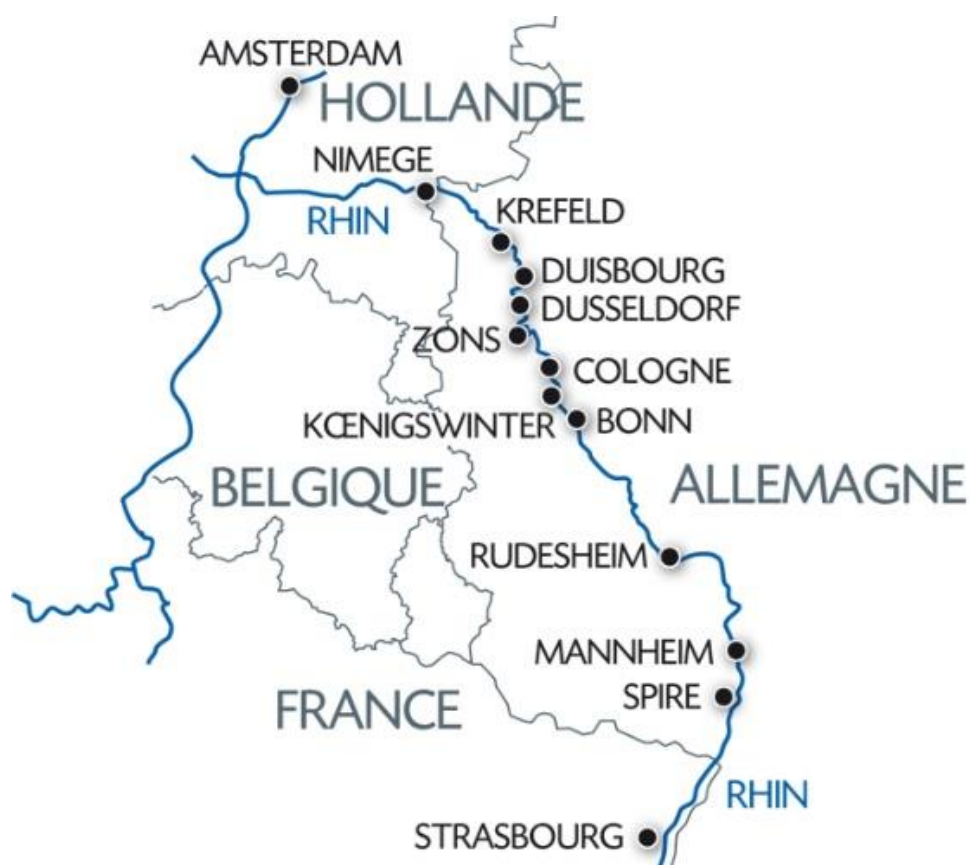 AMSTERDAM
HOLLANDE
NIMEGE
RHIN
KREFELD
DUISBOURG
DUSSELDORF
ZONS
COLOGNE
KŒNIGSWINTER
BONN
BELGIQUE
ALLEMAGNE
RUDESHEIM
MANNHEIM
SPIRE
FRANCE
RHIN
STRASBOURG